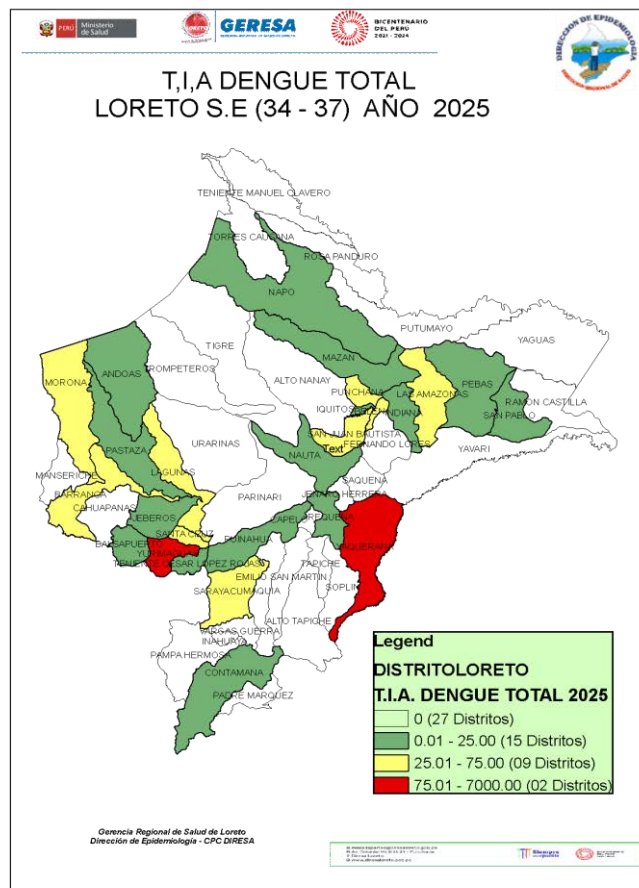 PERÚ
Ministerio
de Salud
LORETO
GERESA
BICENTENARIO
DEL PERÚ
2021 - 2024
DIRECCION DE EPIDEMIOLOGÍA
T,I,A DENGUE TOTAL
LORETO S.E (34 - 37) AÑO 2025
TENIENTE MANUEL CLAVERO
TORRES CAUSANA
ROSA PANDURO
NAPO
PUTUMAYO
YAGUAS
TIGRE
MAZAN
TROMPETEROS
ANDOAS
ALTO NANAY
MORONA
PEBAS
PUNCHANA
LAS AMAZONAS
RAMON CASTILLA
IQUITOS
INDIANA
SAN PABLO
SAN JUAN BAUTISTA
URARINAS
Text
FERNANDO LORES
YAVARI
PASTAZA
NAUTA
LAGUNAS
MANSERICHE
SAQUENA
BARRANCA
PARINARI
JENARO HERRERA
CAHUAPANAS
JEBEROS
CAPELO
REQUENA
SANTA CRUZ
BALSAPUERTO
PUINAHUA
YAQUERANA
YURIMAGUAS
TENIENTE CESAR LOPEZ ROJAS
TAPICHE
EMILIO SAN MARTIN
SOPLIN
SARAYACU
MAQUIA
ALTO TAPICHE
VARGAS GUERRA
INAHUAYA
PAMPA HERMOSA
CONTAMANA
PADRE MARQUEZ
Legend
DISTRITOLORETO
T.I.A. DENGUE TOTAL 2025
0 (27 Distritos)
0.01 - 25.00 (15 Distritos)
25.01 - 75.00 (09 Distritos)
75.01 - 7000.00 (02 Distritos)
Gerencia Regional de Salud de Loreto
Dirección de Epidemiología - CPC DIRESA